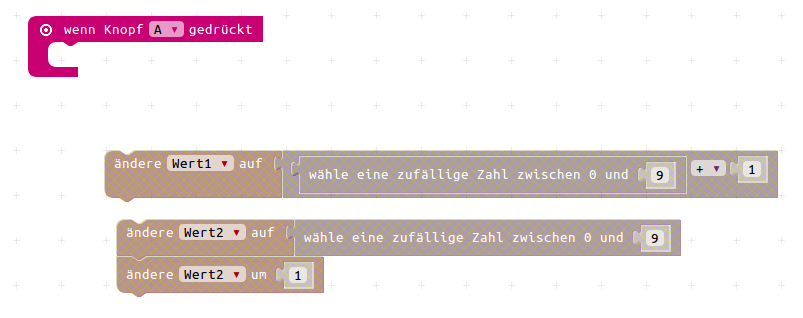 wenn Knopf A ▾ gedrückt
ändere Wert1 ▾ auf wähle eine zufällige Zahl zwischen 0 und 9 + ▾ 1
ändere Wert2 ▾ auf wähle eine zufällige Zahl zwischen 0 und 9
ändere Wert2 ▾ um 1